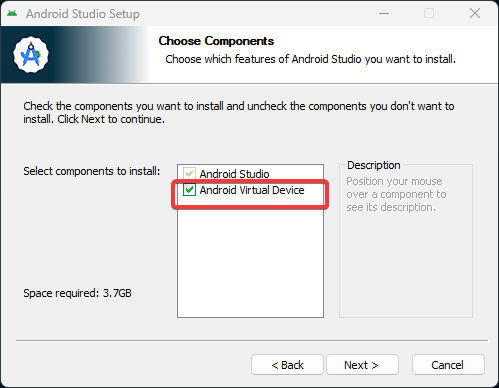 Android Studio Setup
Choose Components
Choose which features of Android Studio you want to install.
Check the components you want to install and uncheck the components you don't want to
install. Click Next to continue.
Select components to install:
Android Studio
Android Virtual Device
Description
Position your mouse
over a component to
see its description.
Space required: 3.7GB
< Back
Next >
Cancel